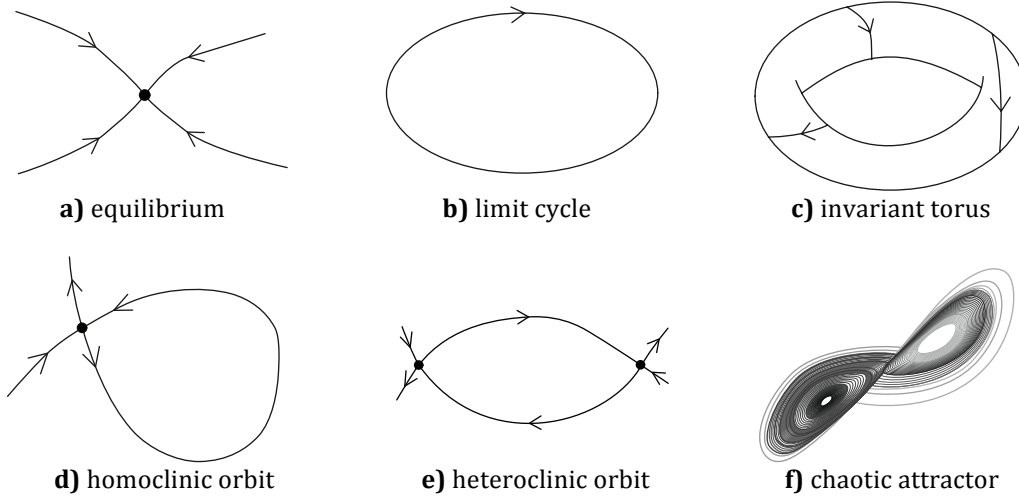 a) equilibrium
b) limit cycle
c) invariant torus
d) homoclinic orbit
e) heteroclinic orbit
f) chaotic attractor